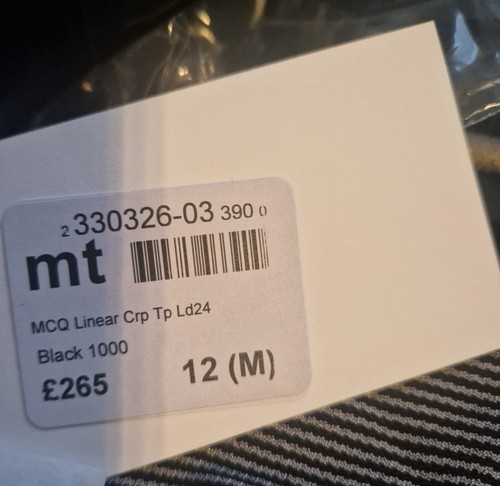 2 330326-03 390 0
mt
MCQ Linear Crp Tp Ld24
Black 1000
£265 12 (M)